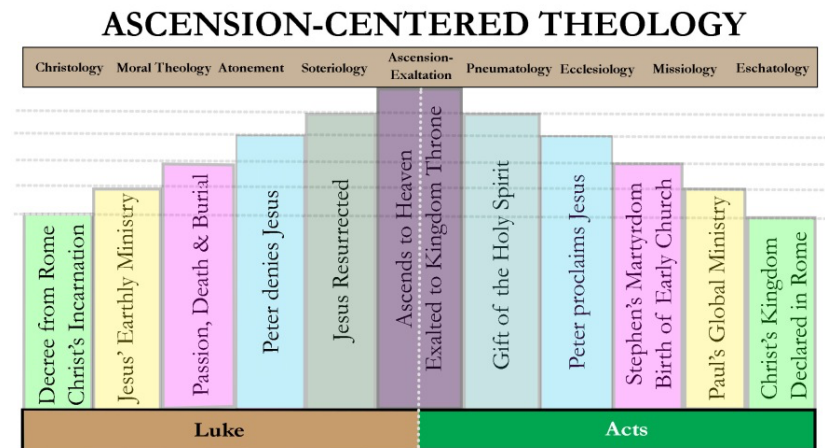 ASCENSION-CENTERED THEOLOGY
Christology
Moral Theology
Atonement
Soteriology
Ascension-
Exaltation
Pneumatology
Ecclesiology
Missiology
Eschatology
Decree from Rome
Christ's Incarnation
Jesus' Earthly Ministry
Passion, Death & Burial
Peter denies Jesus
Jesus Resurrected
Ascends to Heaven
Exalted to Kingdom Throne
Gift of the Holy Spirit
Peter proclaims Jesus
Stephen's Martyrdom
Birth of Early Church
Paul's Global Ministry
Christ's Kingdom
Declared in Rome
Luke
Acts